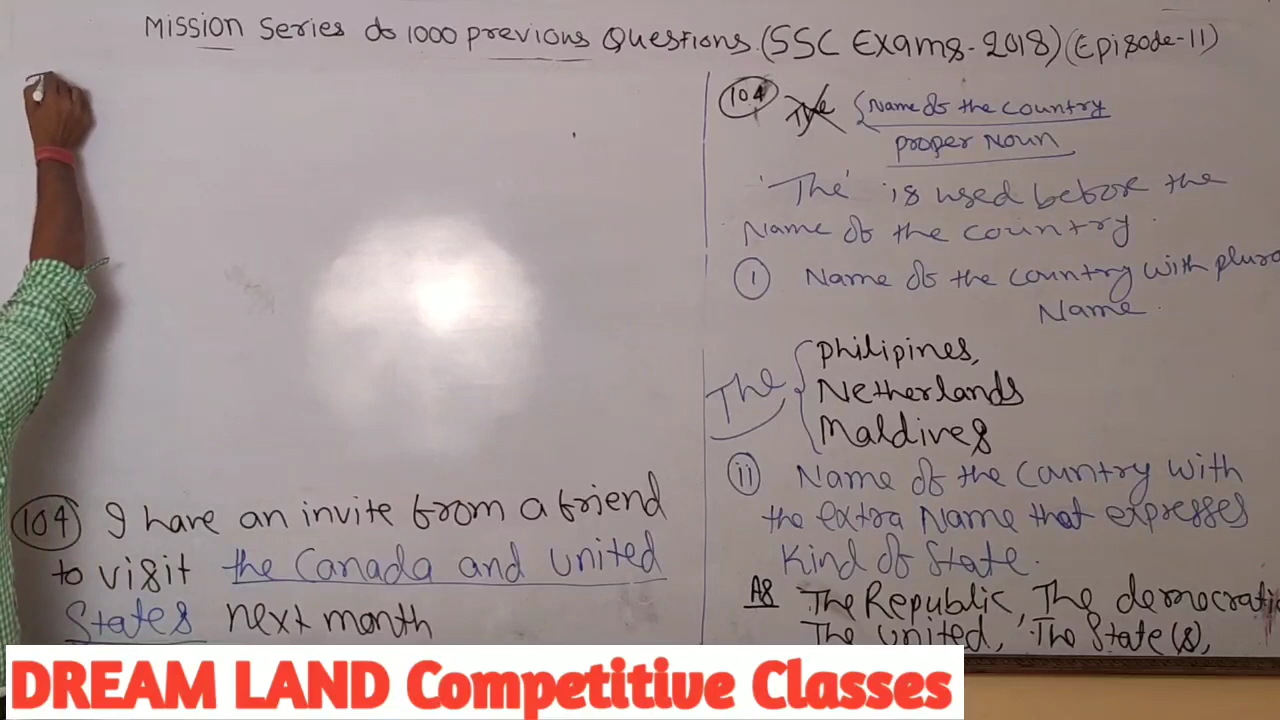 Mission Series of 1000 previous Questions. (SSC Exams-2018) (Episode-11)
104 I have an invite from a friend
to visit the Canada and united
States next month
104 The { Name of the country
proper Noun
'The' is used before the
Name of the country.
i Name of the country with plura
Name.
The { philipines,
Netherlands
Maldives
ii Name of the country with
the extra Name that expresses
kind of State.
As The Republic, The democratic
The united, The State(s),
DREAM LAND Competitive Classes